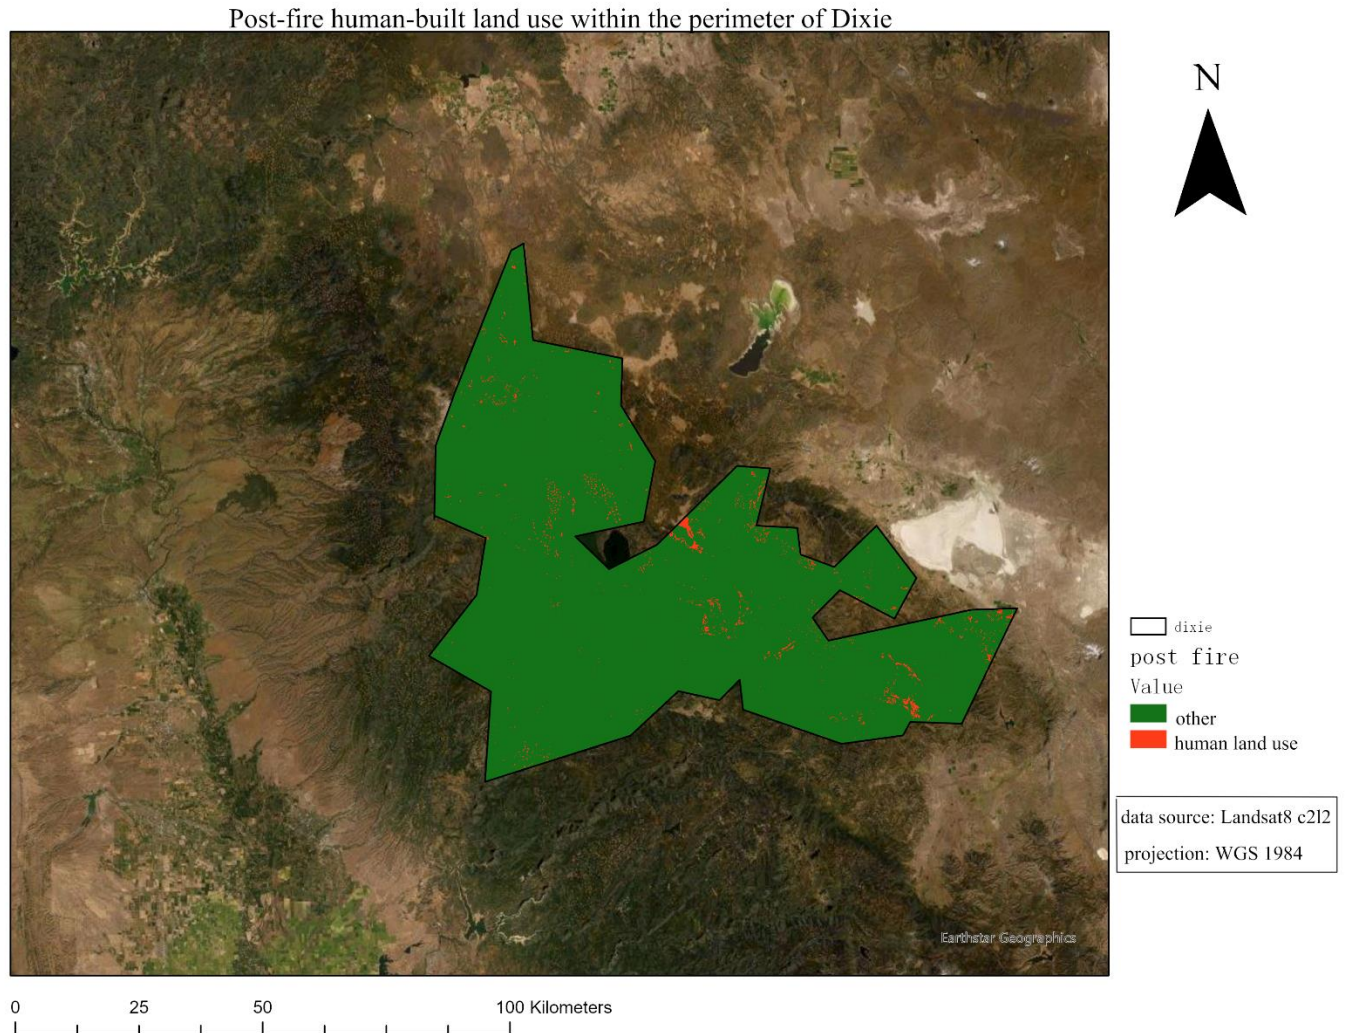 Post-fire human-built land use within the perimeter of Dixie
N
dixie
post fire
Value
other
human land use
data source: Landsat8 c2l2
projection: WGS 1984
Earthstar Geographics
0 25 50 100 Kilometers